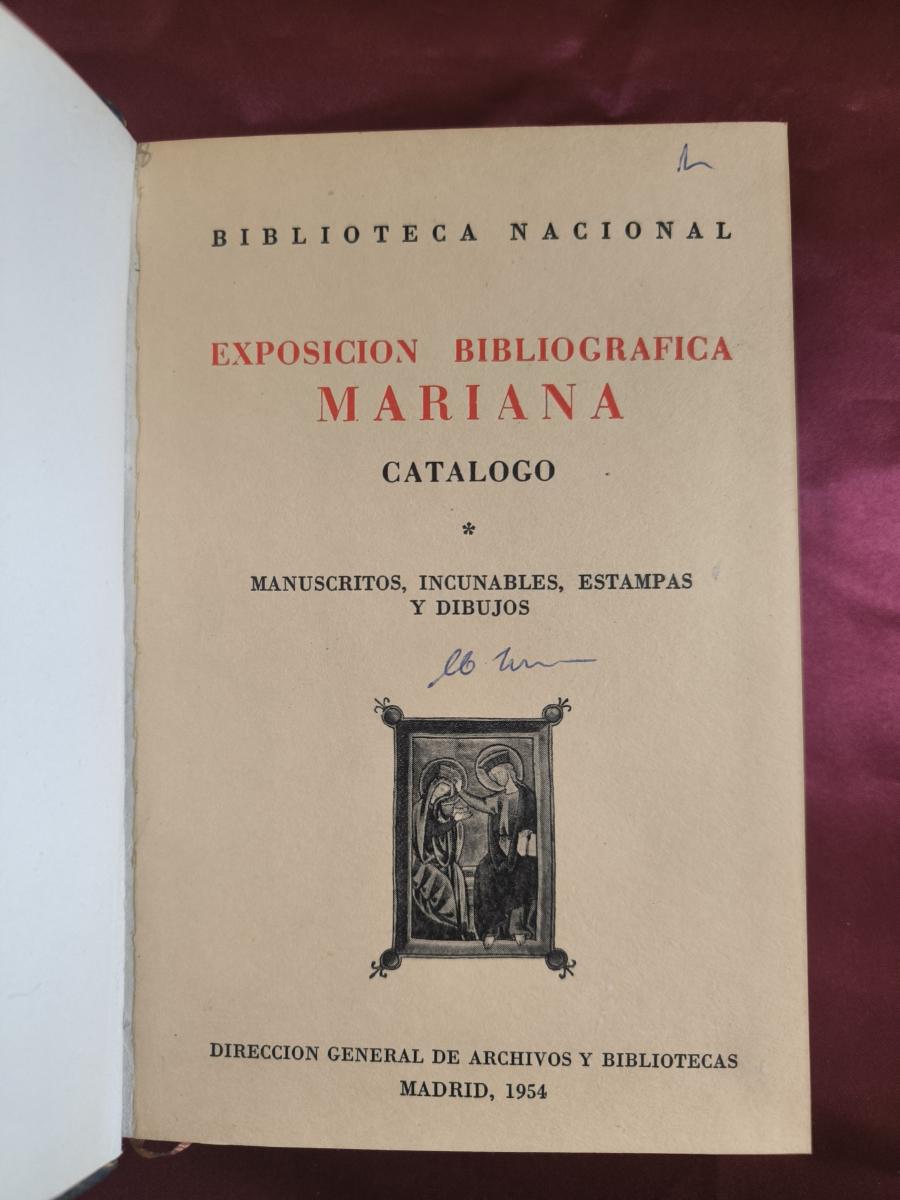 BIBLIOTECA NACIONAL
EXPOSICION BIBLIOGRAFICA
MARIANA
CATALOGO
*
MANUSCRITOS, INCUNABLES, ESTAMPAS
Y DIBUJOS
DIRECCION GENERAL DE ARCHIVOS Y BIBLIOTECAS
MADRID, 1954